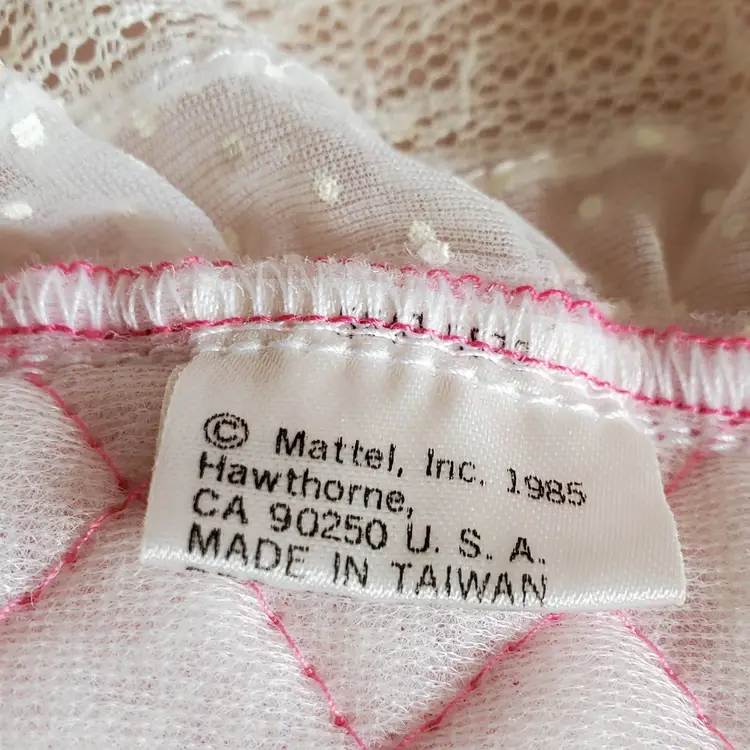 © Mattel, Inc. 1985
Hawthorne,
CA 90250 U. S. A.
MADE IN TAIWAN